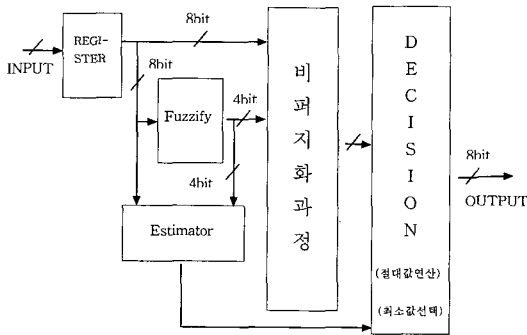 8bit
REGI-
STER
INPUT
8bit
Fuzzify
4bit
4bit
Estimator
비퍼지화과정
DECISION
(절대값연산)
(최소값선택)
8bit
OUTPUT